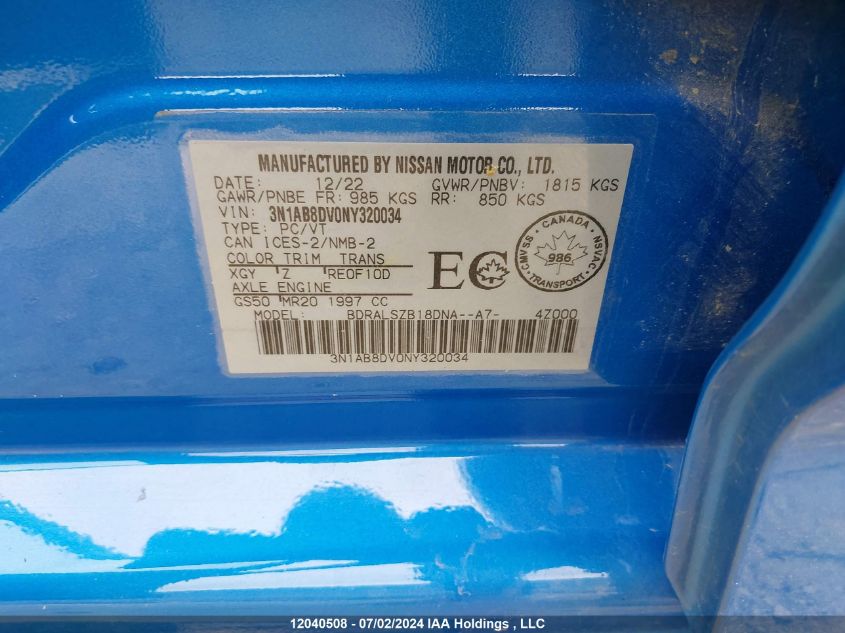 MANUFACTURED BY NISSAN MOTOR CO., LTD.
DATE: 12/22 GVWR/PNBV: 1815 KGS
GAWR/PNBE FR: 985 KGS RR: 850 KGS
VIN: 3N1AB8DV0NY320034
TYPE: PC/VT
CAN ICES-2/NMB-2
COLOR TRIM TRANS
XGY Z RE0F10D
AXLE ENGINE
GS50 MR20 1997 CC
EC
CMVSS - CANADA - NSVAC
986
TRANSPORT
MODEL: BDRALSZB18DNA--A7- 4Z000
3N1AB8DV0NY320034
12040508 - 07/02/2024 IAA Holdings , LLC